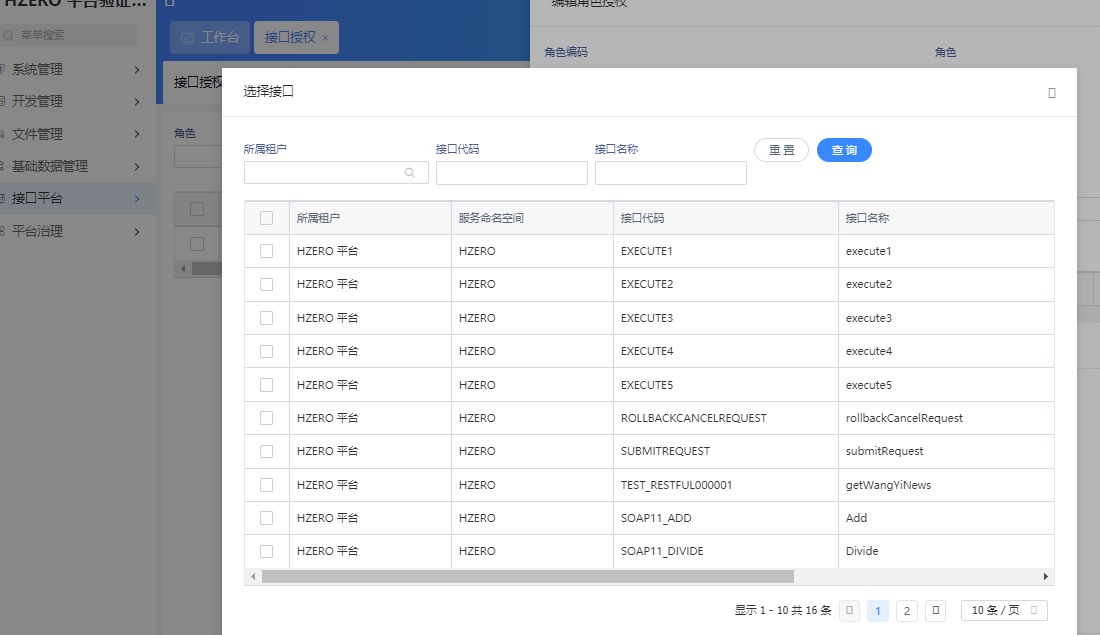 HZERO 平台验证...
编辑角色授权
菜单搜索
工作台
接口授权 ×
角色编码
角色
系统管理
开发管理
文件管理
基础数据管理
接口平台
平台治理
接口授权
角色
选择接口
所属租户
接口代码
接口名称
重 置
查 询
所属租户 服务命名空间 接口代码 接口名称
HZERO 平台 HZERO EXECUTE1 execute1
HZERO 平台 HZERO EXECUTE2 execute2
HZERO 平台 HZERO EXECUTE3 execute3
HZERO 平台 HZERO EXECUTE4 execute4
HZERO 平台 HZERO EXECUTE5 execute5
HZERO 平台 HZERO ROLLBACKCANCELREQUEST rollbackCancelRequest
HZERO 平台 HZERO SUBMITREQUEST submitRequest
HZERO 平台 HZERO TEST_RESTFUL000001 getWangYiNews
HZERO 平台 HZERO SOAP11_ADD Add
HZERO 平台 HZERO SOAP11_DIVIDE Divide
显示 1 - 10 共 16 条 1 2 10 条 / 页